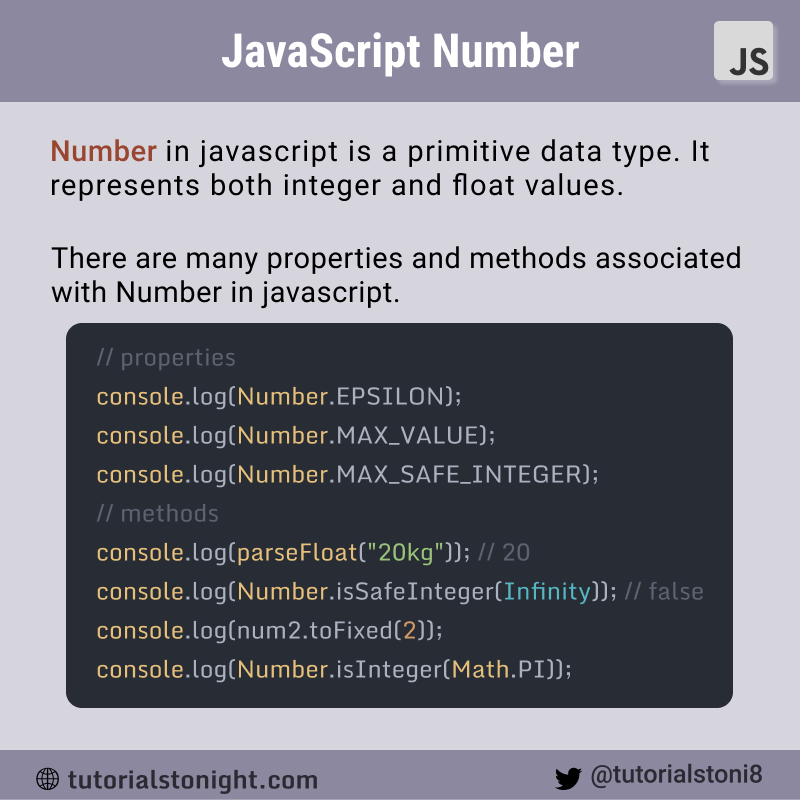 JavaScript Number
JS
Number in javascript is a primitive data type. It
represents both integer and float values.
There are many properties and methods associated
with Number in javascript.
// properties
console.log(Number.EPSILON);
console.log(Number.MAX_VALUE);
console.log(Number.MAX_SAFE_INTEGER);
// methods
console.log(parseFloat("20kg")); // 20
console.log(Number.isSafeInteger(Infinity)); // false
console.log(num2.toFixed(2));
console.log(Number.isInteger(Math.PI));
tutorialstonight.com
@tutorialstoni8